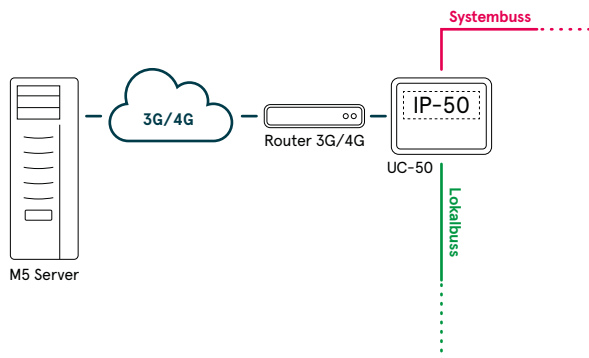 Systembuss
IP-50
3G/4G
Router 3G/4G
UC-50
Lokalbuss
M5 Server